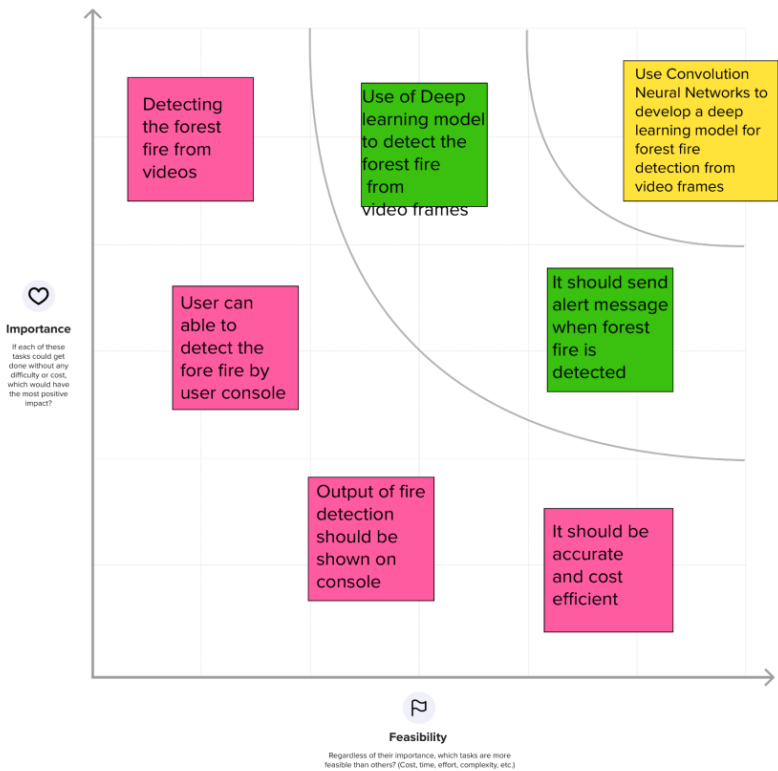 Detecting
the forest
fire from
videos
Use of Deep
learning model
to detect the
forest fire
from
video frames
Use Convolution
Neural Networks to
develop a deep
learning model for
forest fire
detection from
video frames
User can
able to
detect the
fore fire by
user console
It should send
alert message
when forest
fire is
detected
Importance
If each of these
tasks could get
done without any
difficulty or cost,
which would have
the most positive
impact?
Output of fire
detection
should be
shown on
console
It should be
accurate
and cost
efficient
Feasibility
Regardless of their importance, which tasks are more
feasible than others? (Cost, time, effort, complexity, etc.)